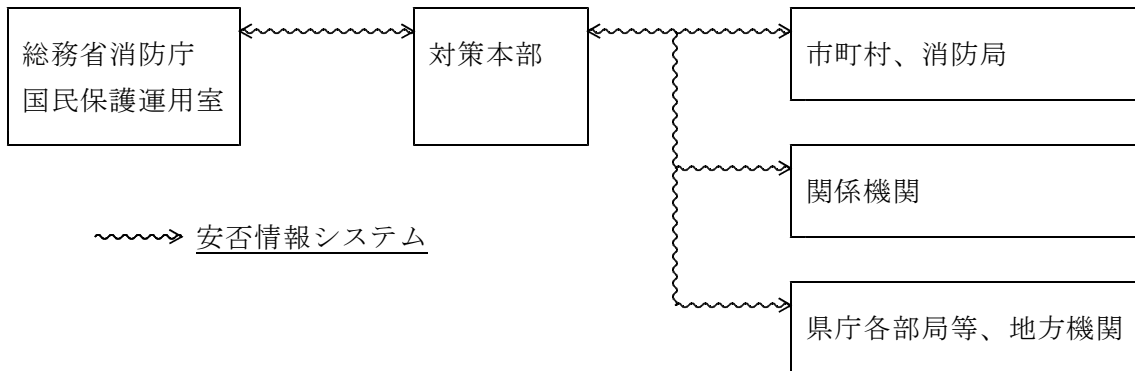 総務省消防庁
国民保護運用室
対策本部
市町村、消防局
関係機関
安否情報システム
県庁各部局等、地方機関